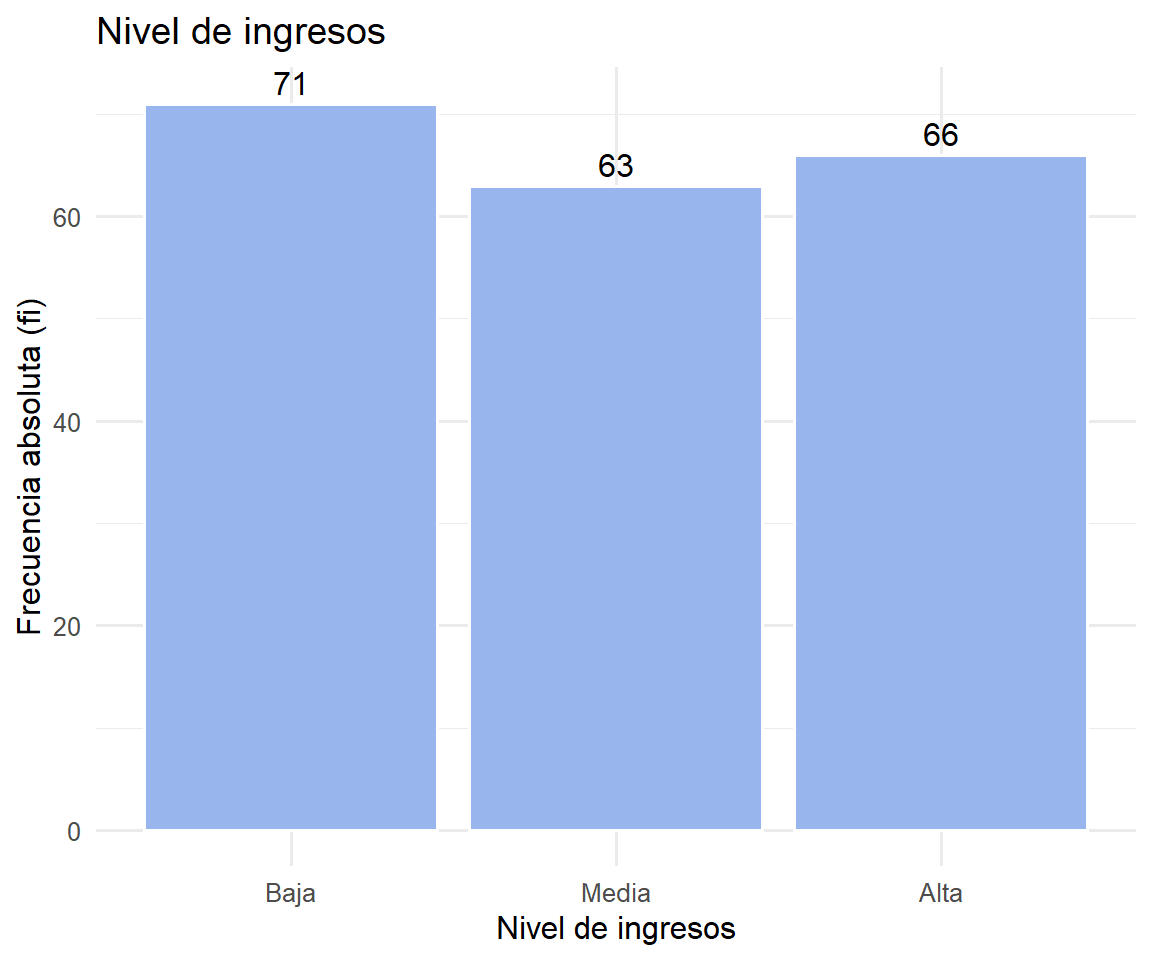 Nivel de ingresos
71
63
66
60
40
20
0
Frecuencia absoluta (fi)
Baja
Media
Alta
Nivel de ingresos